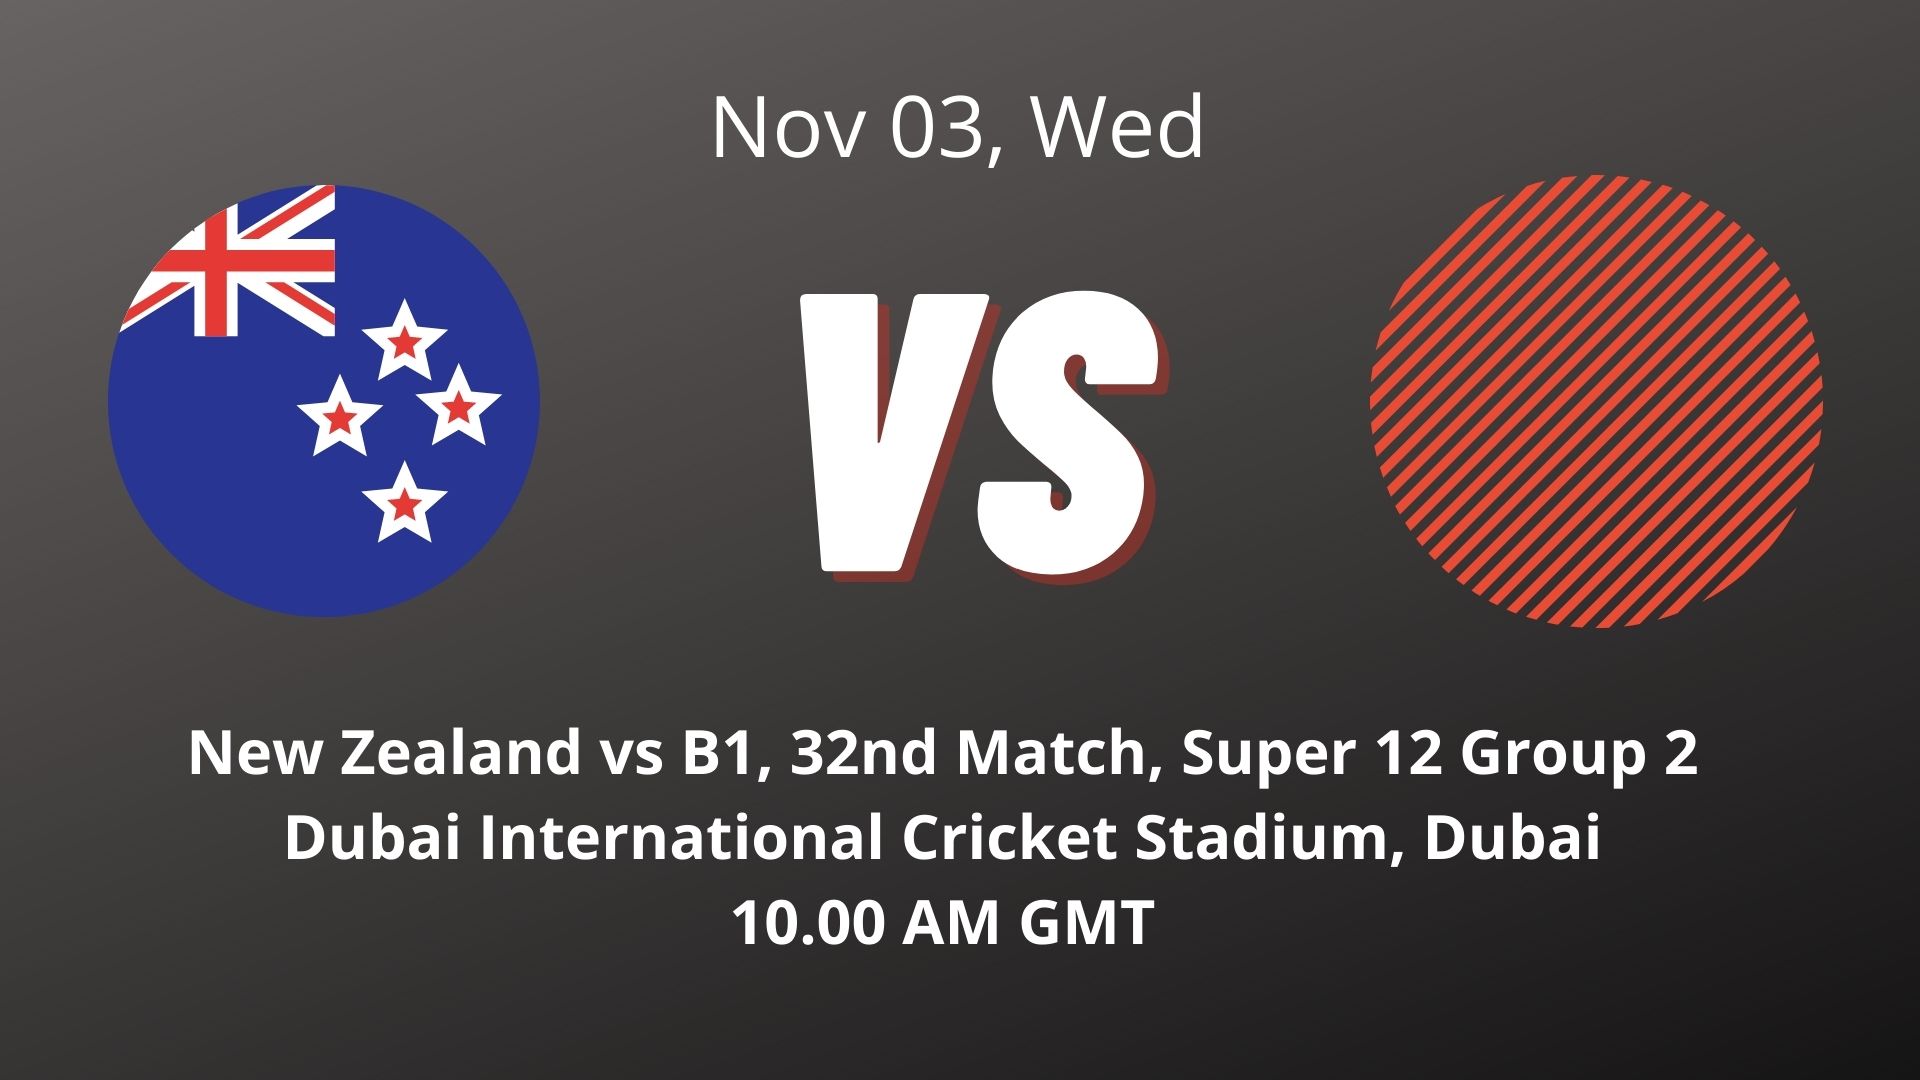 Nov 03, Wed
VS
New Zealand vs B1, 32nd Match, Super 12 Group 2
Dubai International Cricket Stadium, Dubai
10.00 AM GMT